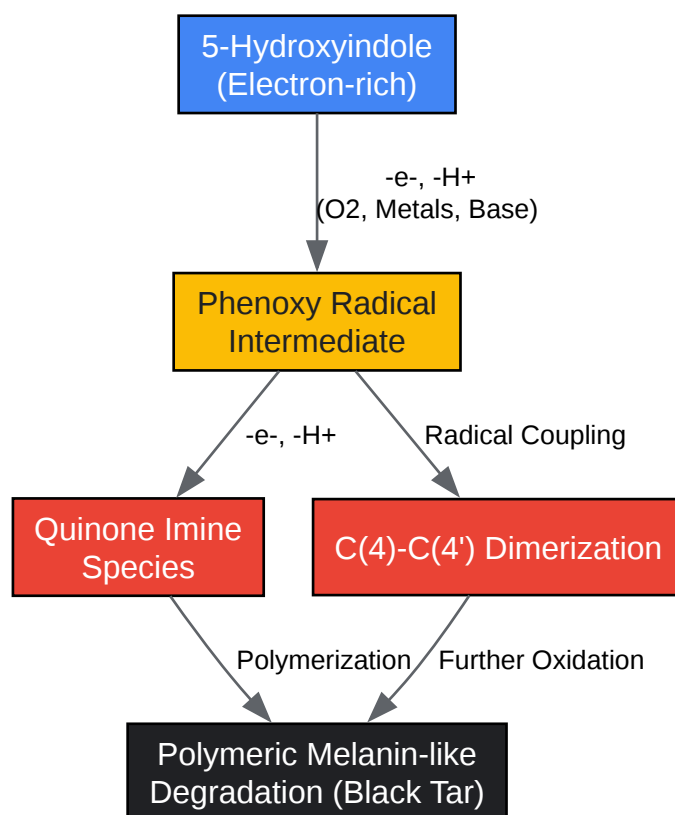 5-Hydroxyindole
(Electron-rich)
-e-, -H+
(O2, Metals, Base)
Phenoxy Radical
Intermediate
-e-, -H+
Radical Coupling
Quinone Imine
Species
C(4)-C(4') Dimerization
Polymerization
Further Oxidation
Polymeric Melanin-like
Degradation (Black Tar)